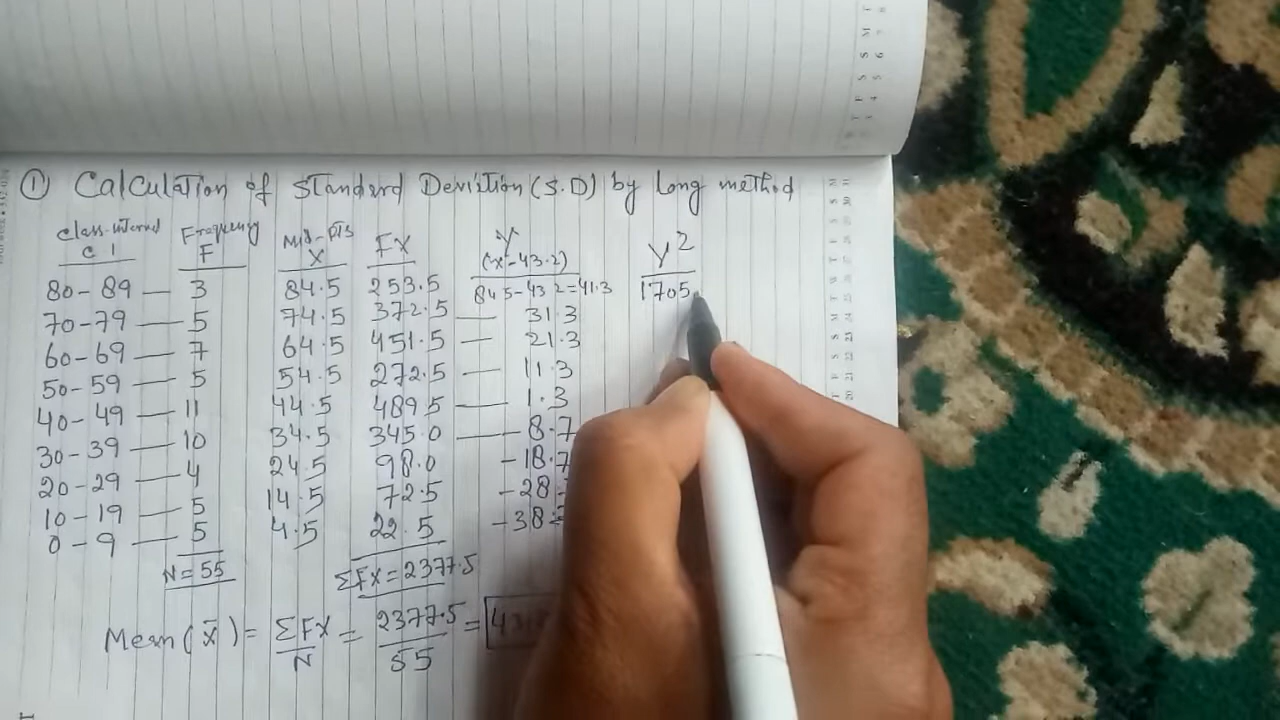 ① Calculation of Standard Deviation (S.D) by Long method
Class-interval Frequency Mid-Pts FX y y2
C I F X (x-43.2)
80-89 — 3 84.5 253.5 84.5-43.2=41.3 1705.
70-79 — 5 74.5 372.5 — 31.3
60-69 — 7 64.5 451.5 — 21.3
50-59 — 5 54.5 272.5 — 11.3
40-49 — 11 44.5 489.5 — 1.3
30-39 — 10 34.5 345.0 — -8.7
20-29 — 4 24.5 98.0 -18.7
10-19 — 5 14.5 72.5 -28
0-9 — 5 4.5 22.5 -38
N=55 ΣFX=2377.5
Mean(x̄)= ΣFX/N = 2377.5/55 =